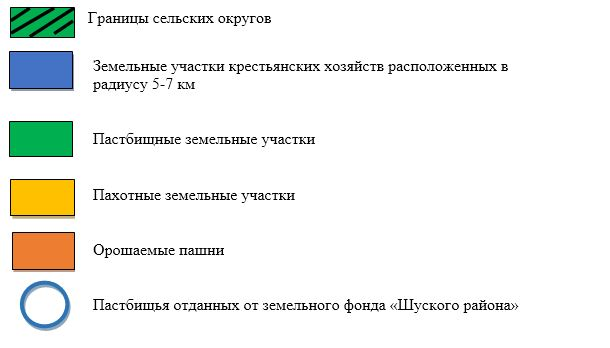 Границы сельских округов
Земельные участки крестьянских хозяйств расположенных в
радиусу 5-7 км
Пастбищные земельные участки
Пахотные земельные участки
Орошаемые пашни
Пастбищья отданных от земельного фонда «Шуского района»